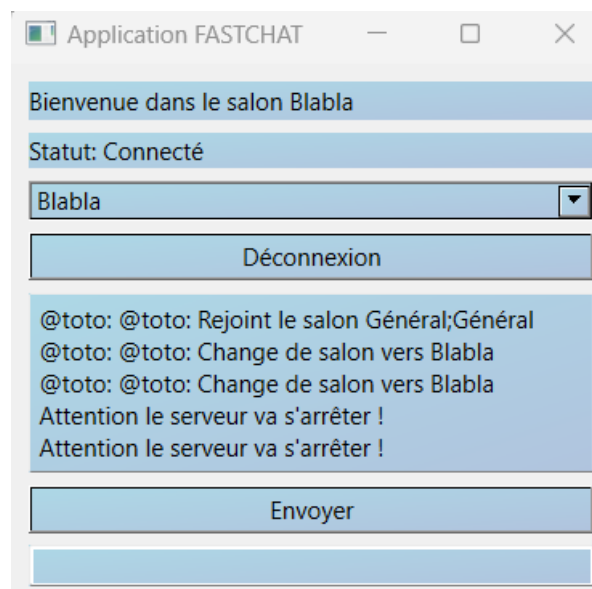 Application FASTCHAT
Bienvenue dans le salon Blabla
Statut: Connecté
Blabla
Déconnexion
@toto: @toto: Rejoint le salon Général;Général
@toto: @toto: Change de salon vers Blabla
@toto: @toto: Change de salon vers Blabla
Attention le serveur va s'arrêter !
Attention le serveur va s'arrêter !
Envoyer